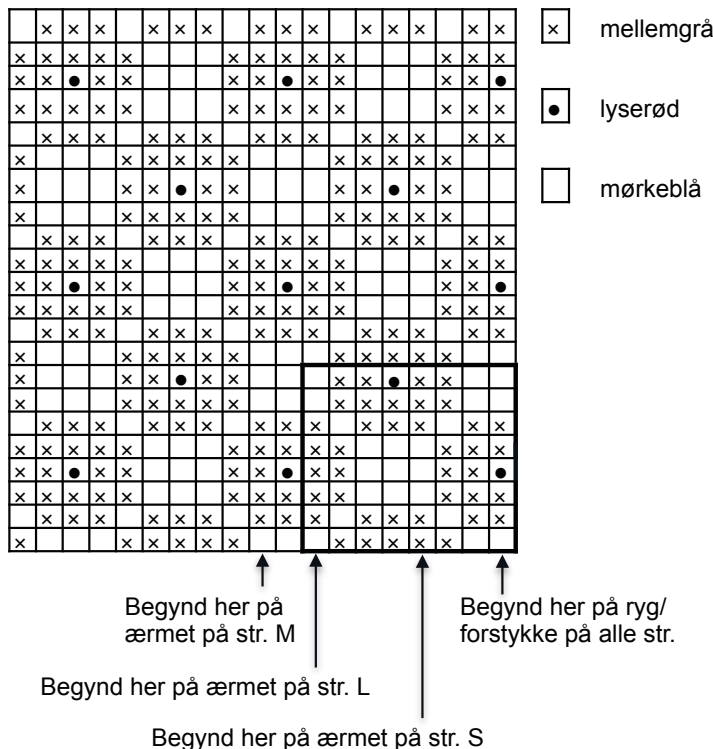 mellemgrå
lyserød
mørkeblå
Begynd her på
ærmet på str. M
Begynd her på ryg/
forstykke på alle str.
Begynd her på ærmet på str. L
Begynd her på ærmet på str. S